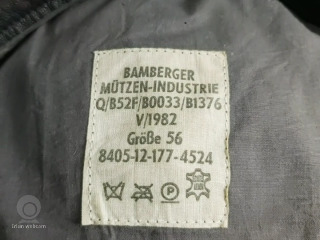 BAMBERGER
MÜTZEN-INDUSTRIE
Q/B52F/B0033/B1376
V/1982
Größe 56
8405-12-177-4524
P